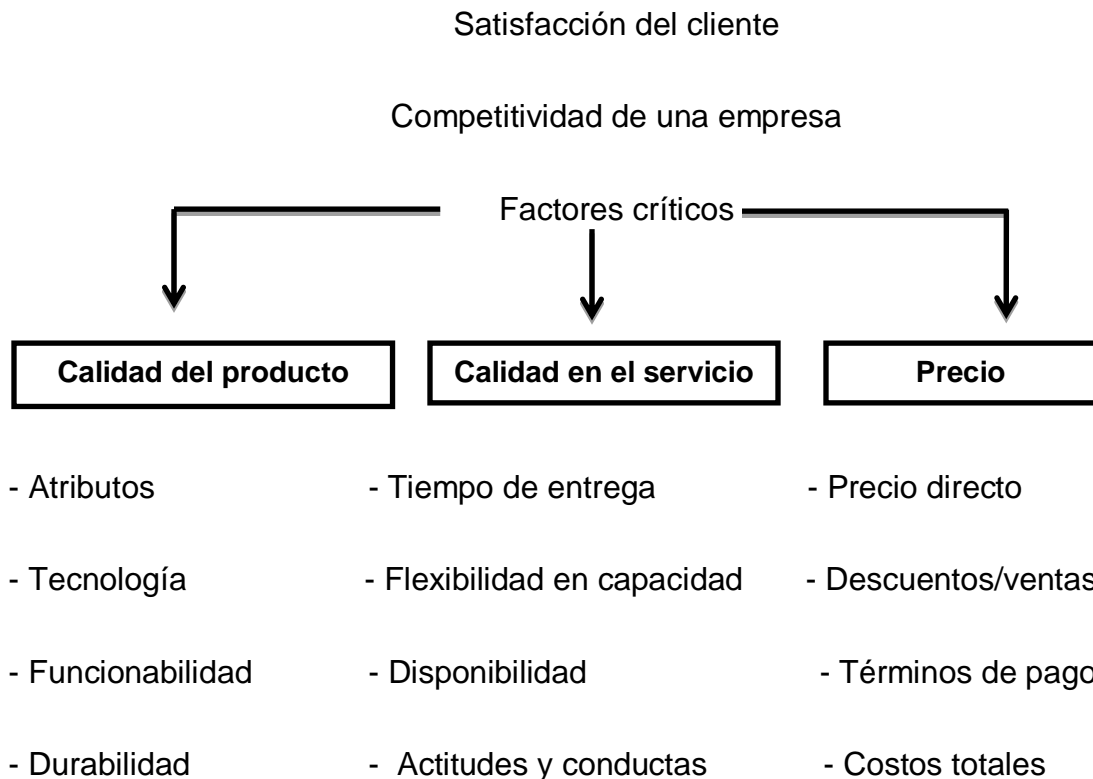 Satisfacción del cliente
Competitividad de una empresa
Factores críticos
Calidad del producto Calidad en el servicio Precio
- Atributos - Tiempo de entrega - Precio directo
- Tecnología - Flexibilidad en capacidad - Descuentos/ventas
- Funcionabilidad - Disponibilidad - Términos de pago
- Durabilidad - Actitudes y conductas - Costos totales